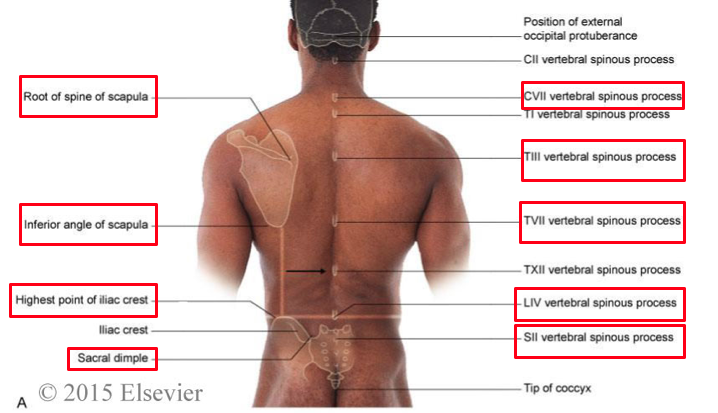 Position of external
occipital protuberance
CII vertebral spinous process
Root of spine of scapula
CVII vertebral spinous process
TI vertebral spinous process
TIII vertebral spinous process
Inferior angle of scapula
TVII vertebral spinous process
TXII vertebral spinous process
Highest point of iliac crest
LIV vertebral spinous process
Iliac crest
SII vertebral spinous process
Sacral dimple
Tip of coccyx
A © 2015 Elsevier